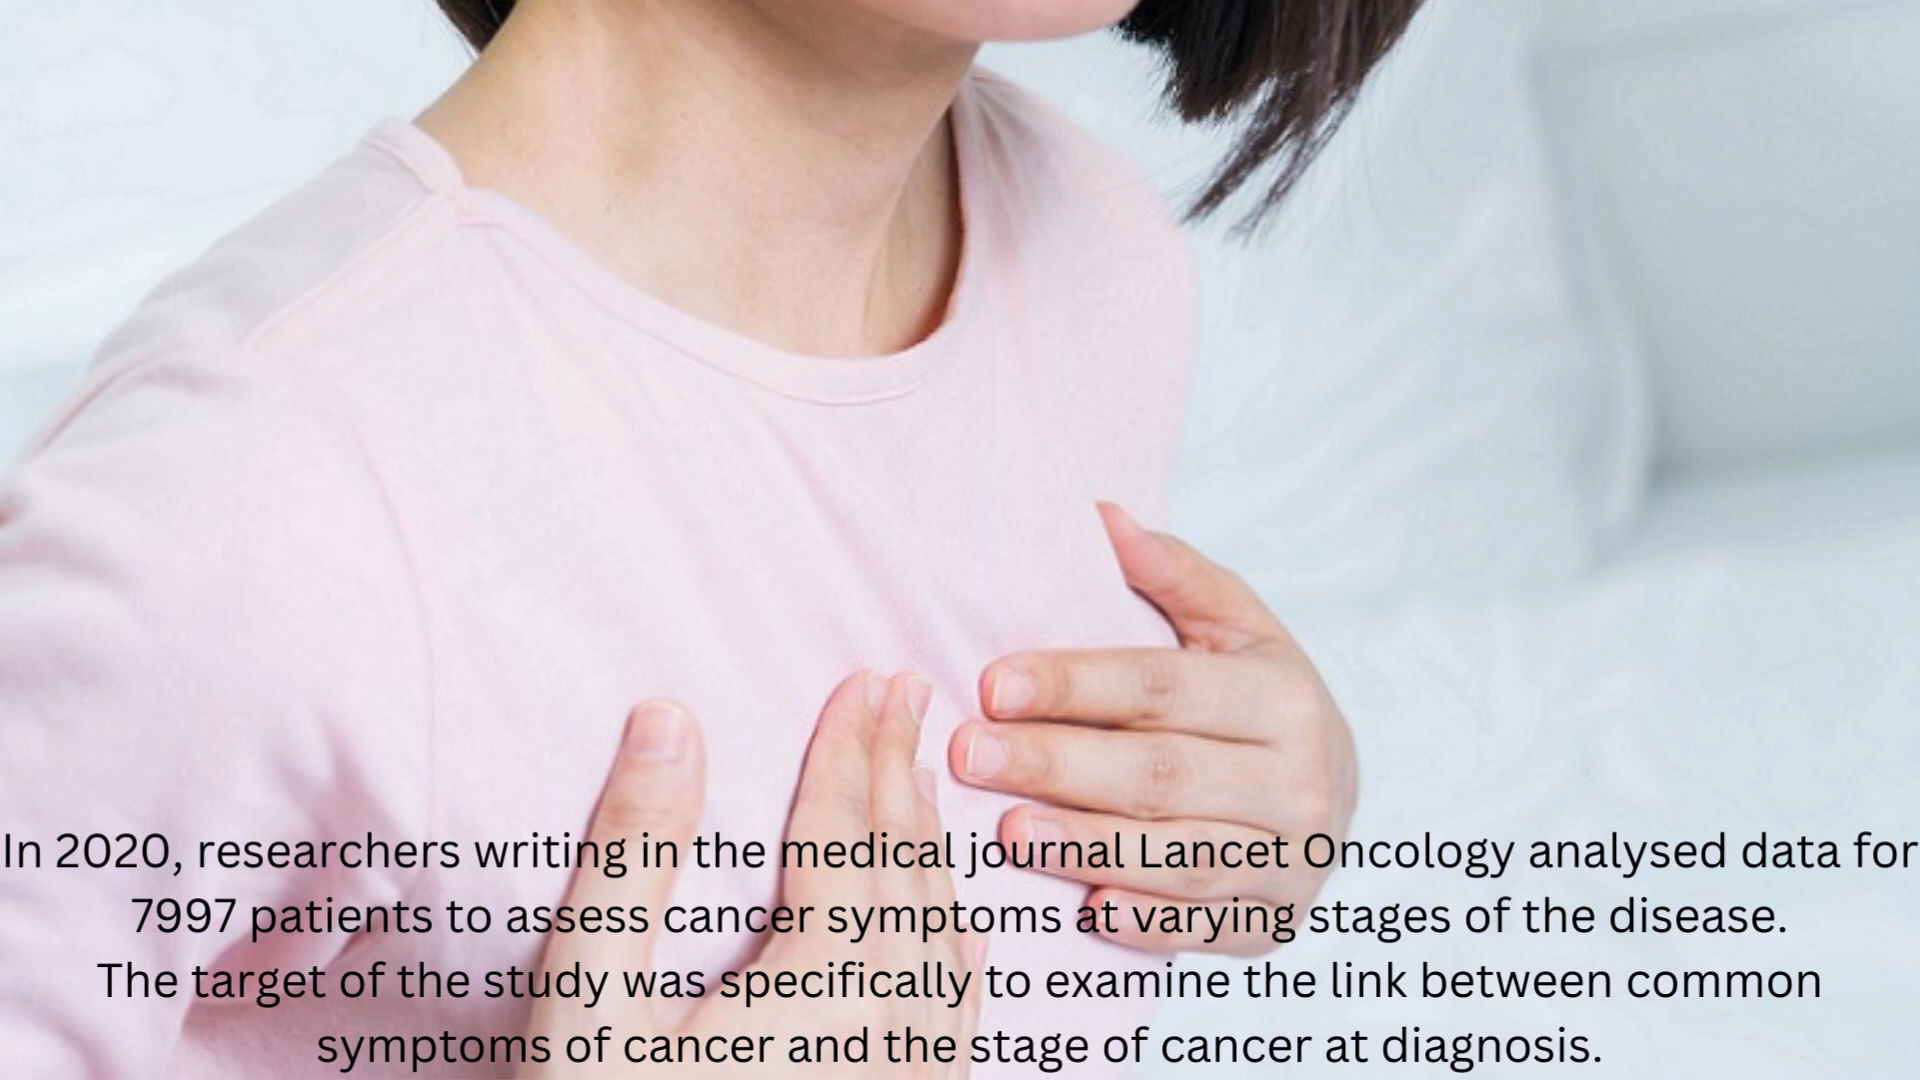 In 2020, researchers writing in the medical journal Lancet Oncology analysed data for
7997 patients to assess cancer symptoms at varying stages of the disease.
The target of the study was specifically to examine the link between common
symptoms of cancer and the stage of cancer at diagnosis.